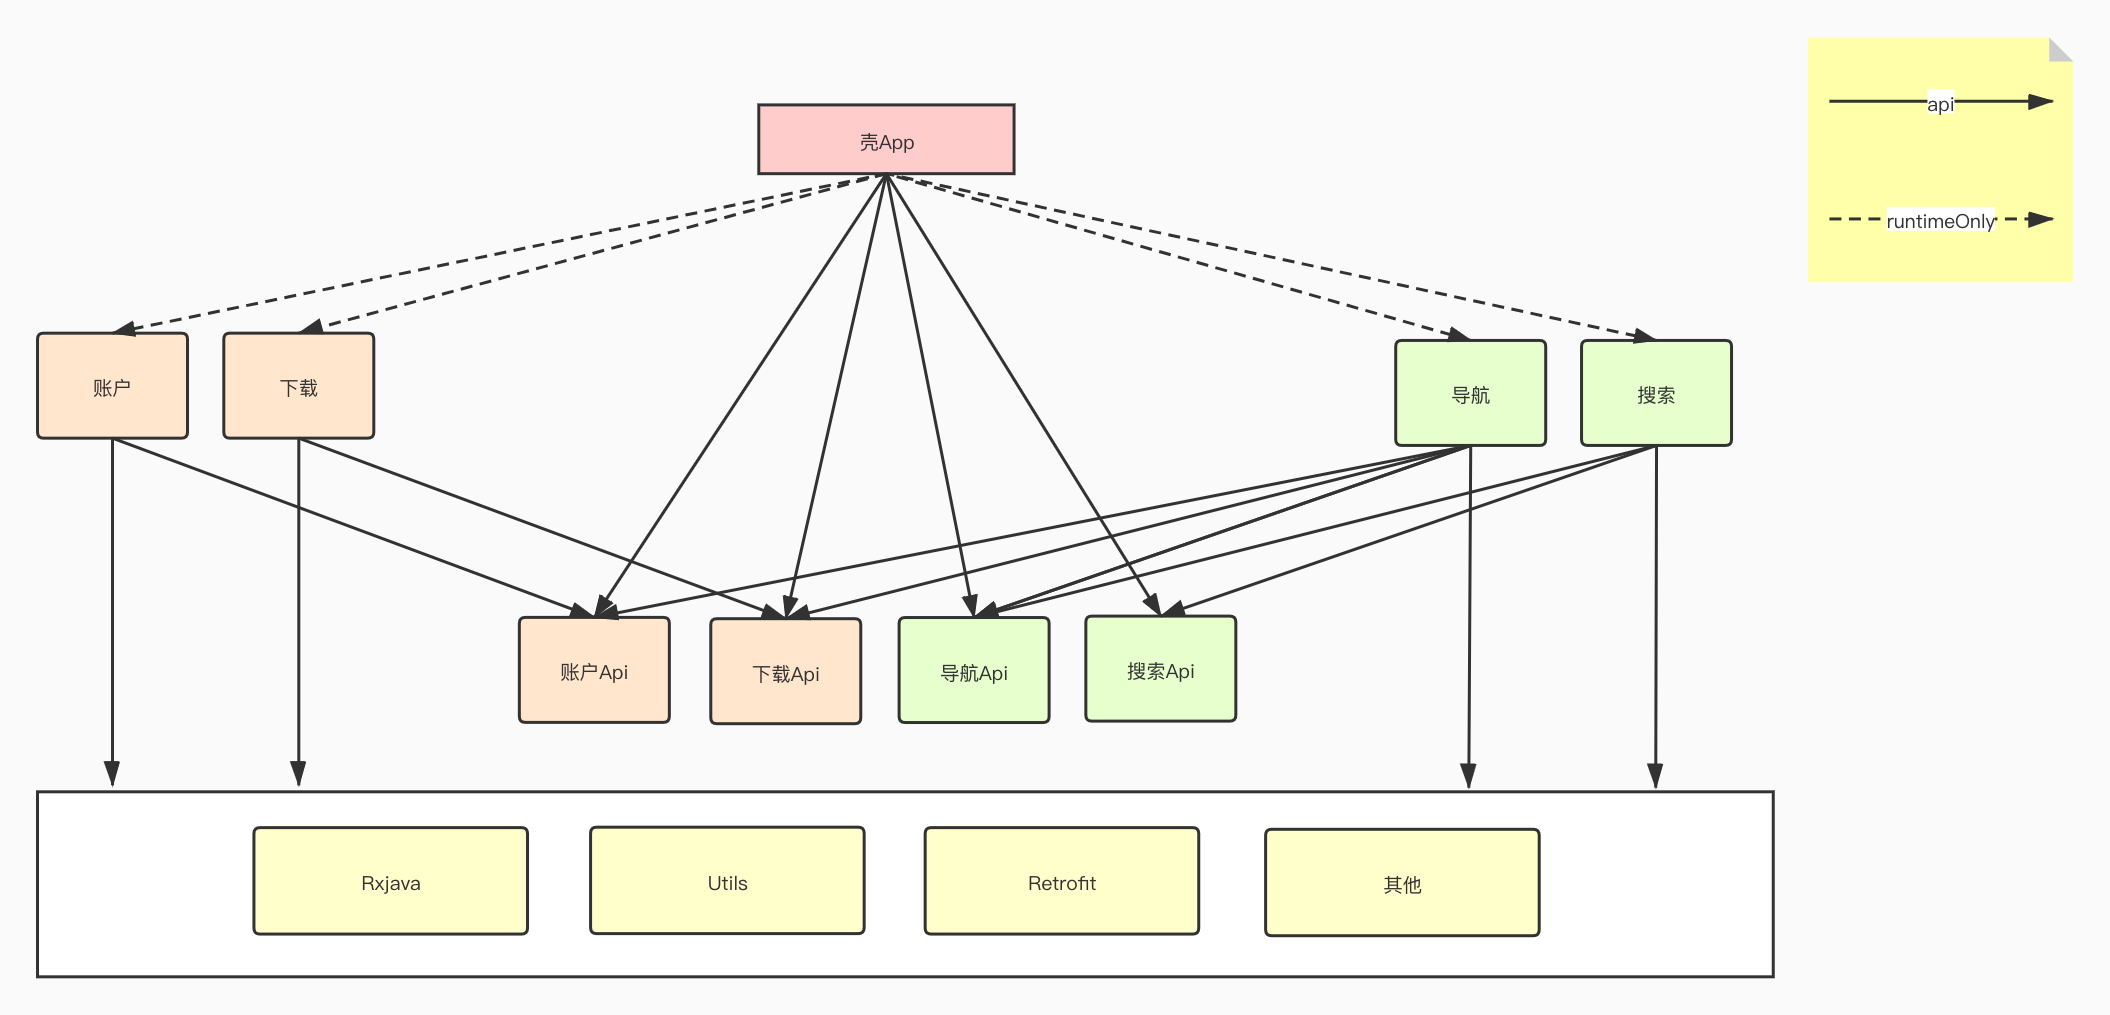 api
壳App
runtimeOnly
账户
下载
导航
搜索
账户Api
下载Api
导航Api
搜索Api
Rxjava
Utils
Retrofit
其他